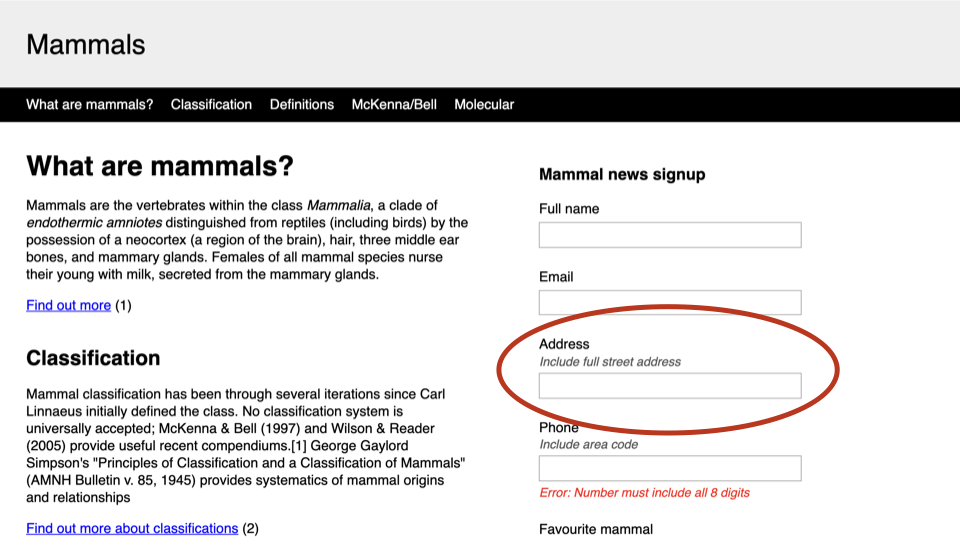 Mammals
What are mammals? Classification Definitions McKenna/Bell Molecular
What are mammals?
Mammals are the vertebrates within the class Mammalia, a clade of
endothermic amniotes distinguished from reptiles (including birds) by the
possession of a neocortex (a region of the brain), hair, three middle ear
bones, and mammary glands. Females of all mammal species nurse
their young with milk, secreted from the mammary glands.
Find out more (1)
Classification
Mammal classification has been through several iterations since Carl
Linnaeus initially defined the class. No classification system is
universally accepted; McKenna & Bell (1997) and Wilson & Reader
(2005) provide useful recent compendiums.[1] George Gaylord
Simpson's "Principles of Classification and a Classification of Mammals"
(AMNH Bulletin v. 85, 1945) provides systematics of mammal origins
and relationships
Find out more about classifications (2)
Mammal news signup
Full name
Email
Address
Include full street address
Phone
Include area code
Error: Number must include all 8 digits
Favourite mammal